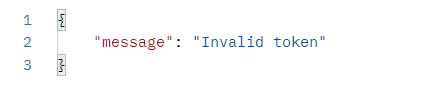 1 {
2 "message": "Invalid token"
3 }